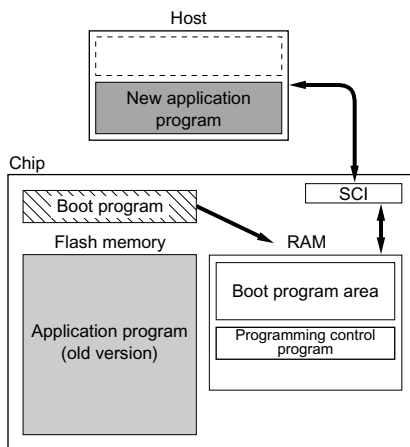 Host
New application
program
Chip
SCI
Boot program
Flash memory
RAM
Application program
(old version)
Boot program area
Programming control
program